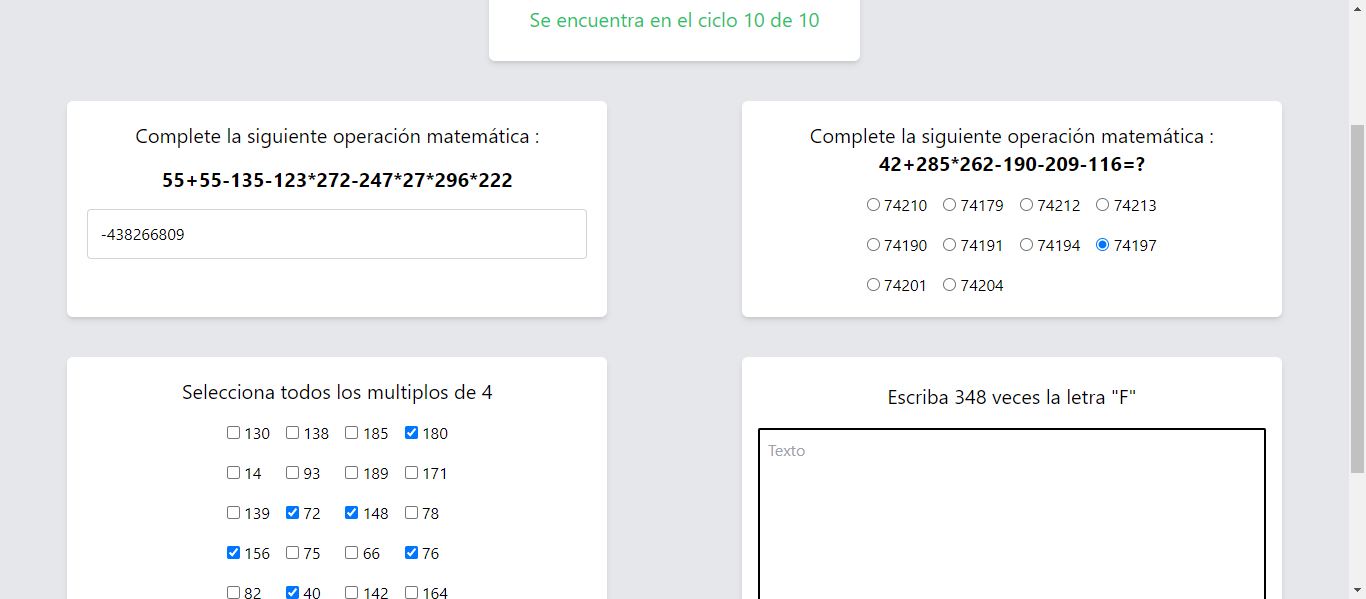 Se encuentra en el ciclo 10 de 10
Complete la siguiente operación matemática :
55+55-135-123*272-247*27*296*222
-438266809
Complete la siguiente operación matemática :
42+285*262-190-209-116=?
74210 74179 74212 74213
74190 74191 74194 74197
74201 74204
Selecciona todos los multiplos de 4
130 138 185 180
14 93 189 171
139 72 148 78
156 75 66 76
82 40 142 164
Escriba 348 veces la letra "F"
Texto